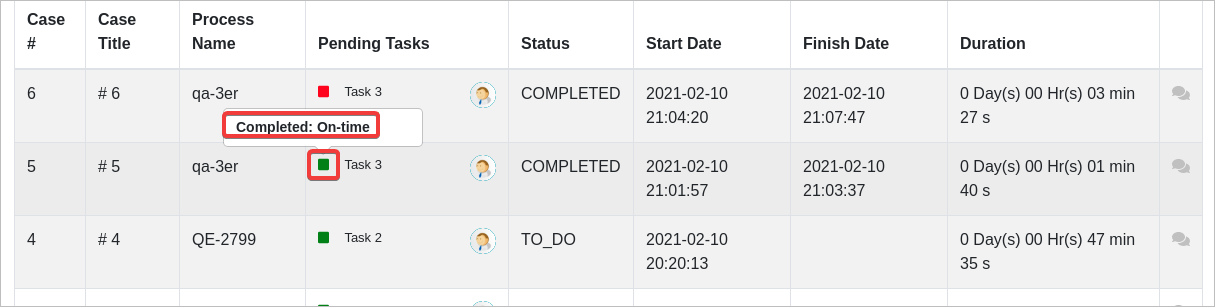 Case # Case Title Process Name Pending Tasks Status Start Date Finish Date Duration
6 # 6 qa-3er Task 3 COMPLETED 2021-02-10 21:04:20 2021-02-10 21:07:47 0 Day(s) 00 Hr(s) 03 min 27 s
Completed: On-time
5 # 5 qa-3er Task 3 COMPLETED 2021-02-10 21:01:57 2021-02-10 21:03:37 0 Day(s) 00 Hr(s) 01 min 40 s
4 # 4 QE-2799 Task 2 TO_DO 2021-02-10 20:20:13 0 Day(s) 00 Hr(s) 47 min 35 s